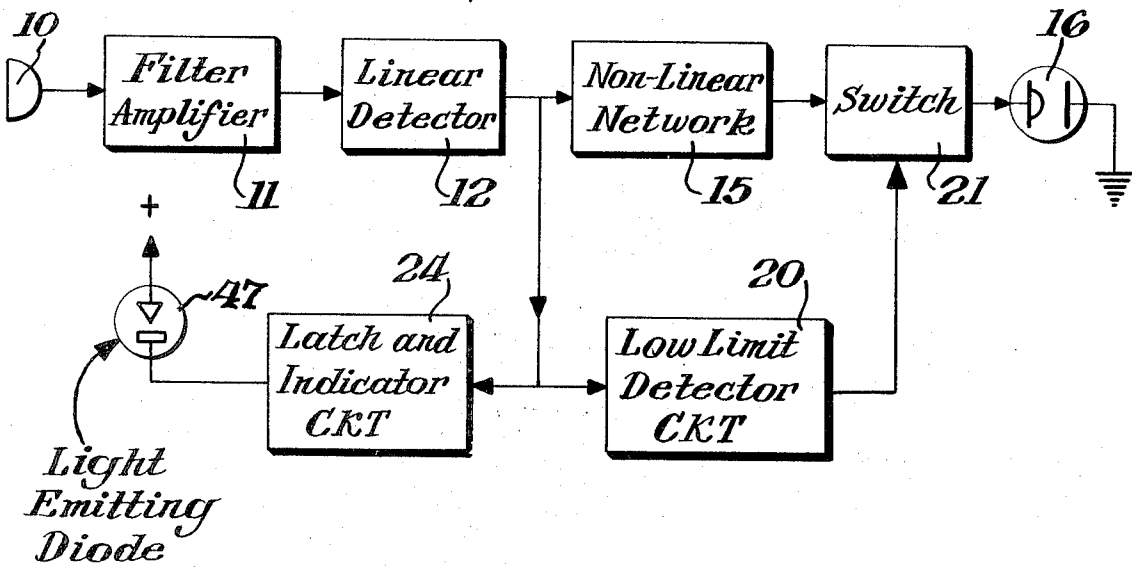 10
Filter
Amplifier
11
Linear
Detector
12
Non-Linear
Network
15
Switch
21
16
+
47
24
Latch and
Indicator
CKT
20
Low Limit
Detector
CKT
Light
Emitting
Diode